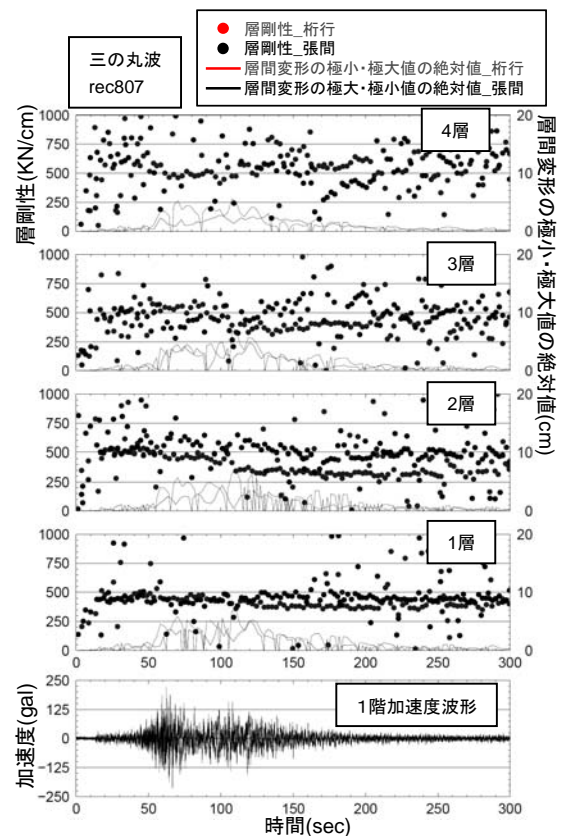 層剛性_桁行
層剛性_張間
層間変形の極小・極大値の絶対値_桁行
層間変形の極大・極小値の絶対値_張間
三の丸波
rec807
層剛性(KN/cm)
層間変形の極小・極大値の絶対値(cm)
1000
750
500
250
0
20
10
0
4層
1000
750
500
250
0
20
10
0
3層
1000
750
500
250
0
20
10
0
2層
1000
750
500
250
0
20
10
0
1層
0 50 100 150 200 250 300
加速度(gal)
250
125
0
-125
-250
1階加速度波形
0 50 100 150 200 250 300
時間(sec)